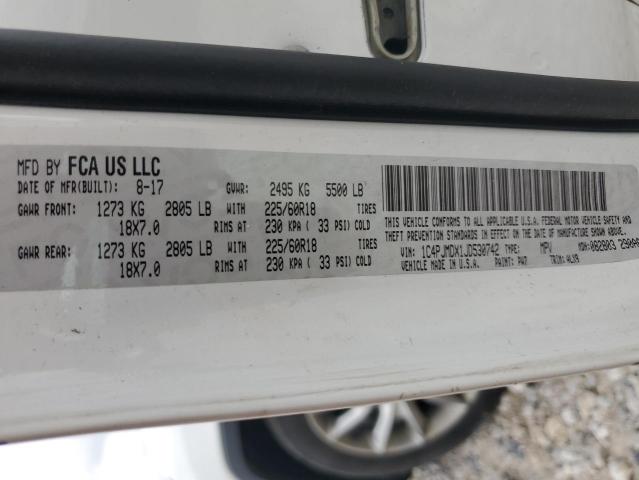 MFD BY FCA US LLC
DATE OF MFR(BUILT): 8-17 GVWR: 2495 KG 5500 LB
GAWR FRONT: 1273 KG 2805 LB WITH 225/60R18 TIRES
18X7.0 RIMS AT 230 KPA ( 33 PSI) COLD
GAWR REAR: 1273 KG 2805 LB WITH 225/60R18 TIRES
18X7.0 RIMS AT 230 KPA ( 33 PSI) COLD
THIS VEHICLE CONFORMS TO ALL APPLICABLE U.S.A. FEDERAL MOTOR VEHICLE SAFETY AND
THEFT PREVENTION STANDARDS IN EFFECT ON THE DATE OF MANUFACTURE SHOWN ABOVE.
VIN: 1C4PJMDX1JD530742 TYPE: MPV MDH:
VEHICLE MADE IN U.S.A. PAINT: PW7 TRIM: